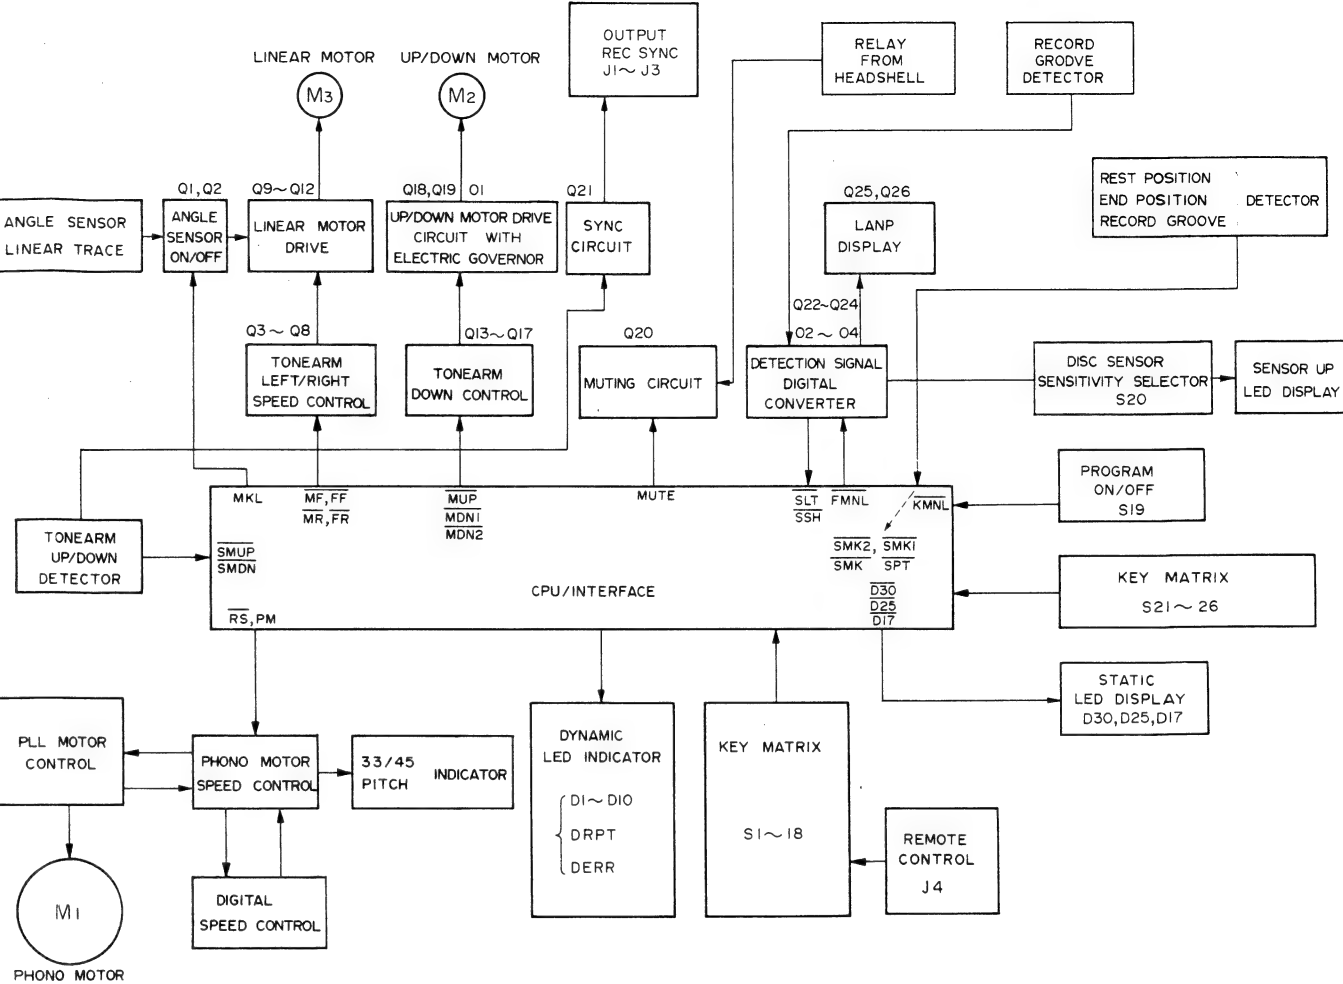 OUTPUT
REC SYNC
J1~J3
RELAY
FROM
HEADSHELL
RECORD
GROOVE
DETECTOR
LINEAR MOTOR
M3
UP/DOWN MOTOR
M2
REST POSITION
END POSITION
RECORD GROOVE
DETECTOR
ANGLE SENSOR
LINEAR TRACE
Q1, Q2
ANGLE
SENSOR
ON/OFF
Q9~Q12
LINEAR MOTOR
DRIVE
Q18,Q19 O1
UP/DOWN MOTOR DRIVE
CIRCUIT WITH
ELECTRIC GOVERNOR
Q21
SYNC
CIRCUIT
Q25,Q26
LANP
DISPLAY
Q3~Q8
TONEARM
LEFT/RIGHT
SPEED CONTROL
Q13~Q17
TONEARM
DOWN CONTROL
Q20
MUTING CIRCUIT
Q22~Q24
O2~O4
DETECTION SIGNAL
DIGITAL
CONVERTER
DISC SENSOR
SENSITIVITY SELECTOR
S20
SENSOR UP
LED DISPLAY
PROGRAM
ON/OFF
S19
KEY MATRIX
S21~26
STATIC
LED DISPLAY
D30,D25,D17
TONEARM
UP/DOWN
DETECTOR
MKL
MF,FF
MR,FR
MUP
MDN1
MDN2
MUTE
SLT
SSH
FMNL
KMNL
SMUP
SMDN
SMK2, SMK1
SMK SPT
CPU/INTERFACE
D30
D25
D17
RS,PM
PLL MOTOR
CONTROL
PHONO MOTOR
SPEED CONTROL
33/45
PITCH
INDICATOR
M1
PHONO MOTOR
DIGITAL
SPEED CONTROL
DYNAMIC
LED INDICATOR
D1~D10
DRPT
DERR
KEY MATRIX
S1~18
REMOTE
CONTROL
J4